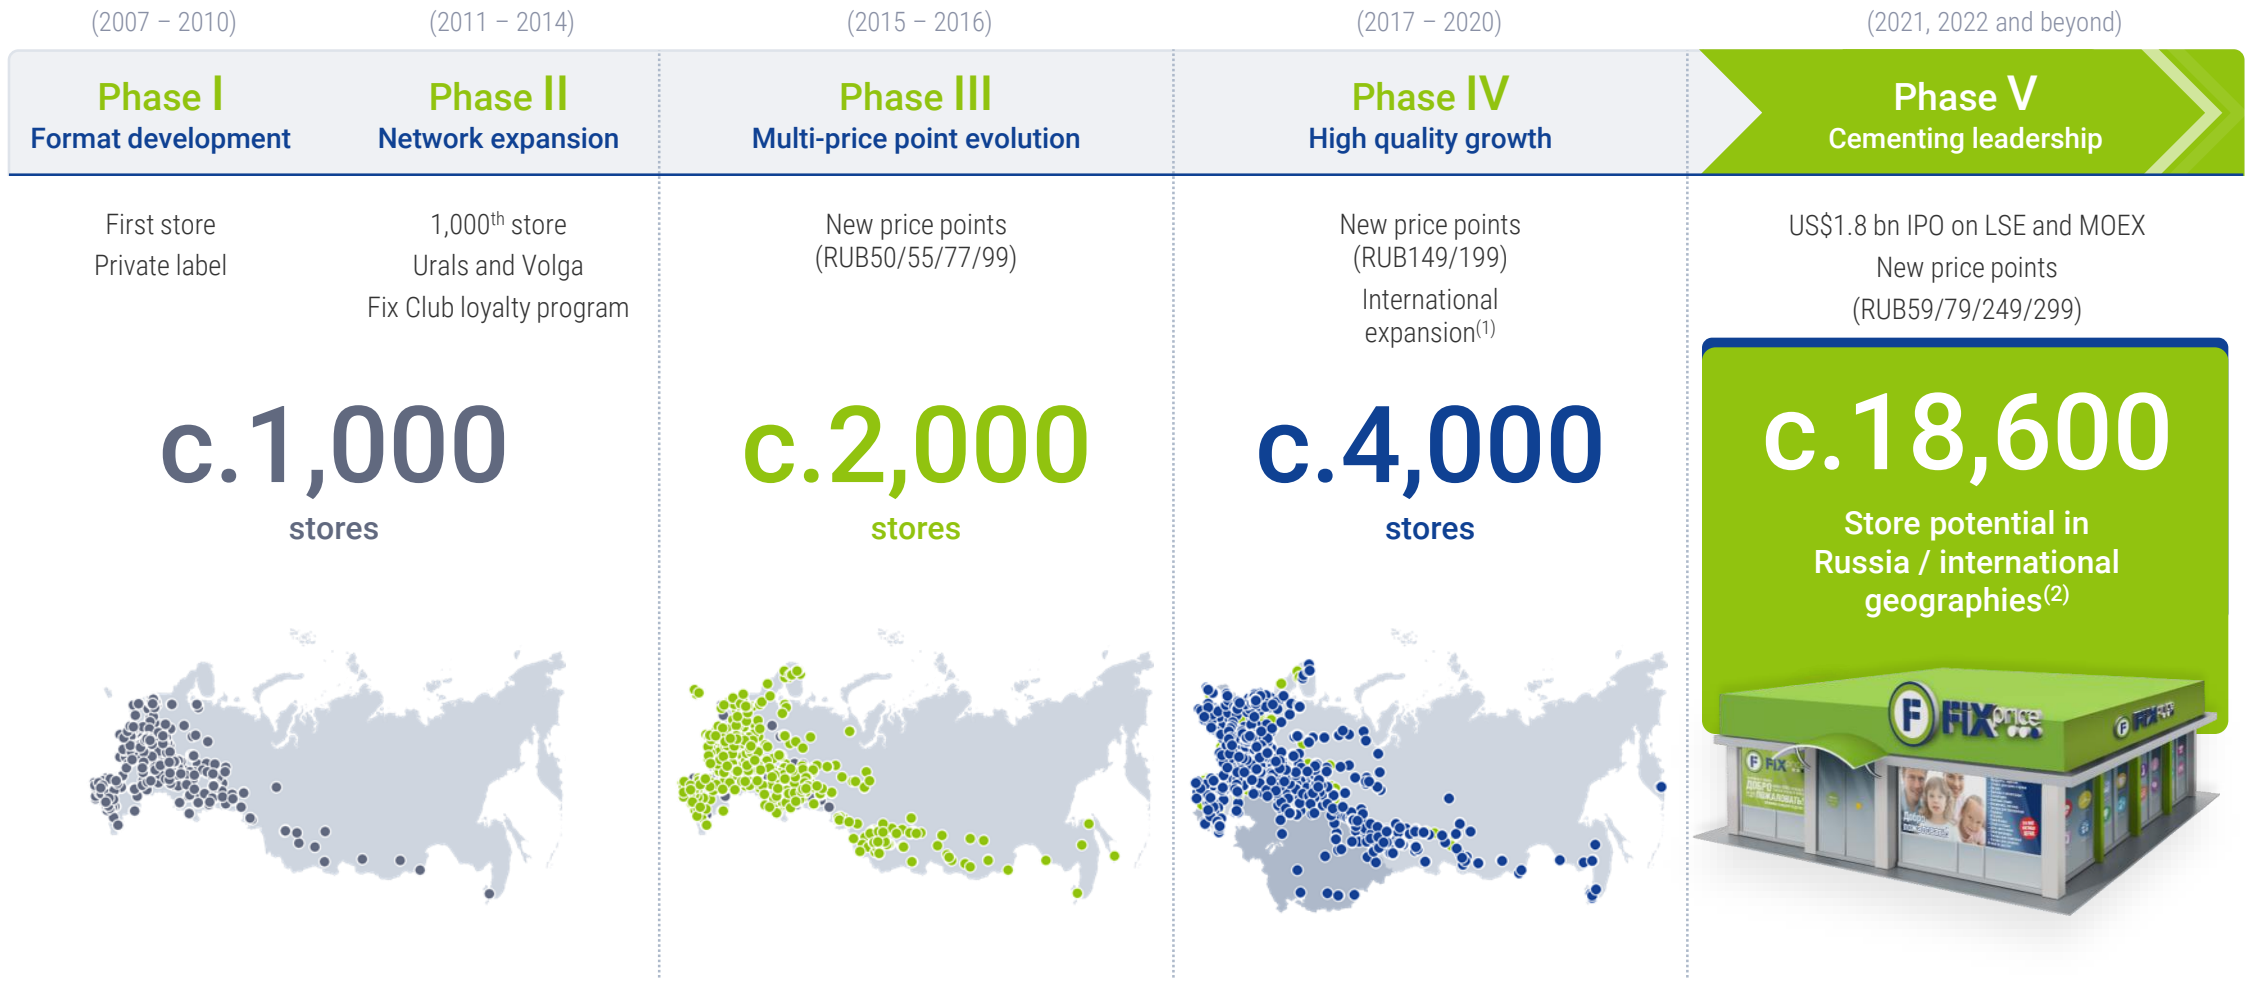 (2007 – 2010)
(2011 – 2014)
(2015 – 2016)
(2017 – 2020)
(2021, 2022 and beyond)
Phase I
Format development
Phase II
Network expansion
Phase III
Multi-price point evolution
Phase IV
High quality growth
Phase V
Cementing leadership
First store
Private label
1,000th store
Urals and Volga
Fix Club loyalty program
New price points
(RUB50/55/77/99)
New price points
(RUB149/199)
International
expansion(1)
US$1.8 bn IPO on LSE and MOEX
New price points
(RUB59/79/249/299)
c.1,000
stores
c.2,000
stores
c.4,000
stores
c.18,600
Store potential in
Russia / international
geographies(2)
F FIX price
F FIX
F FIX
ДОБРО
ПОЖАЛОВАТЬ!
Добро